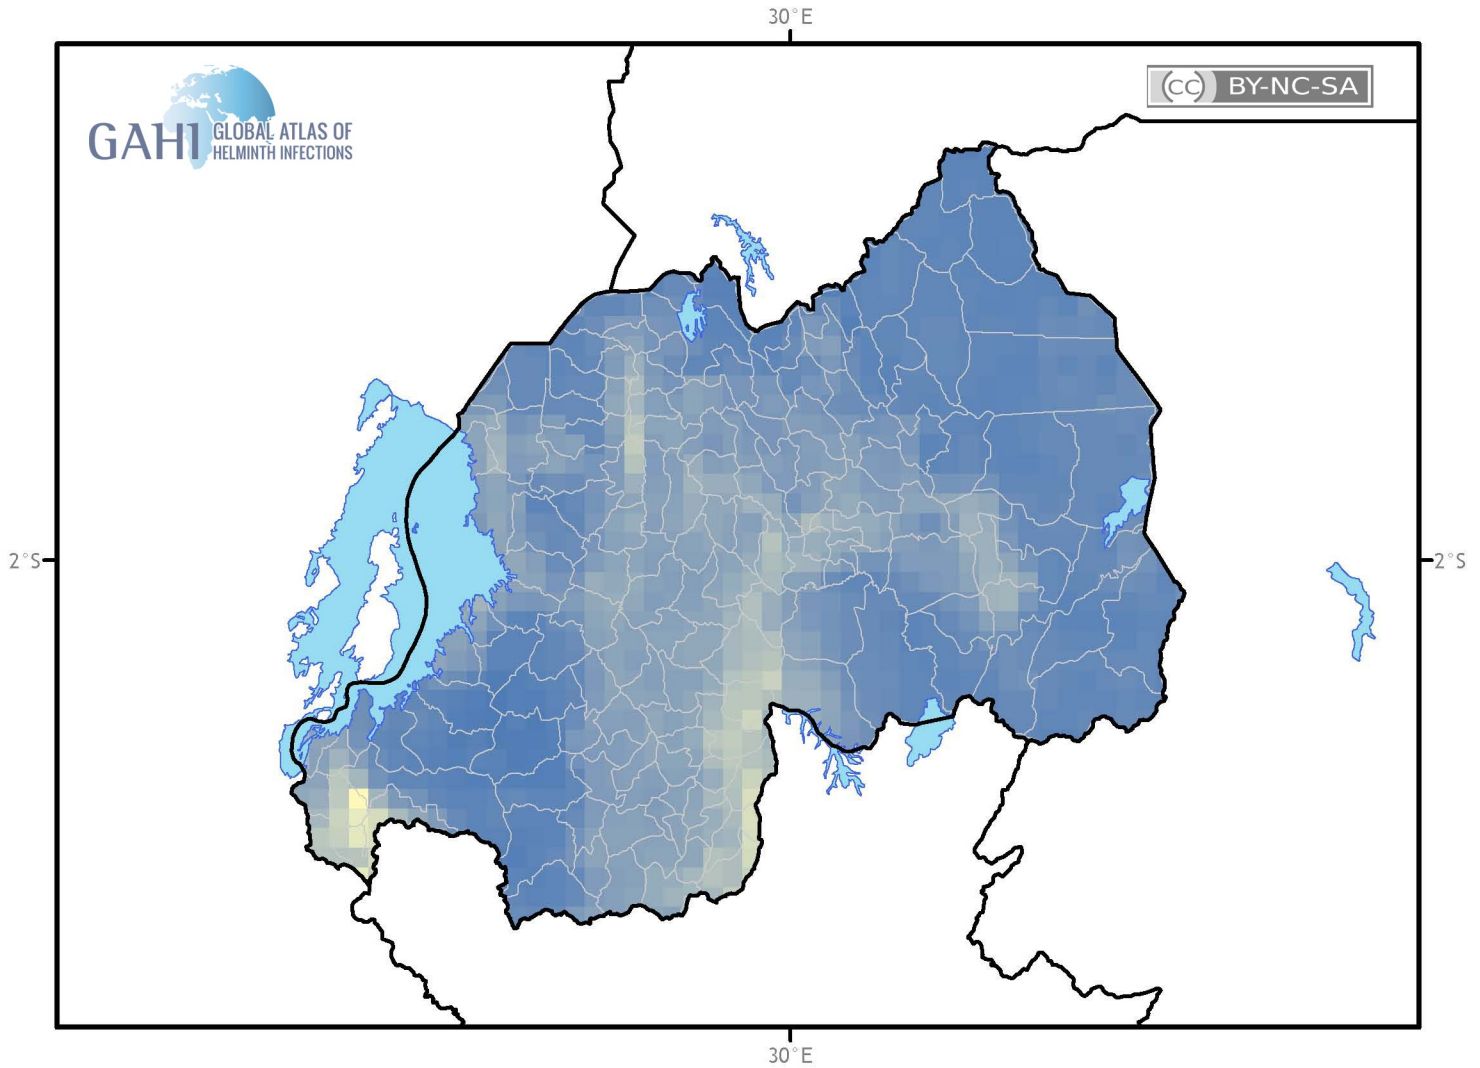 30°E
GAHI GLOBAL ATLAS OF
HELMINTH INFECTIONS
(cc) BY-NC-SA
2°S
2°S
30°E